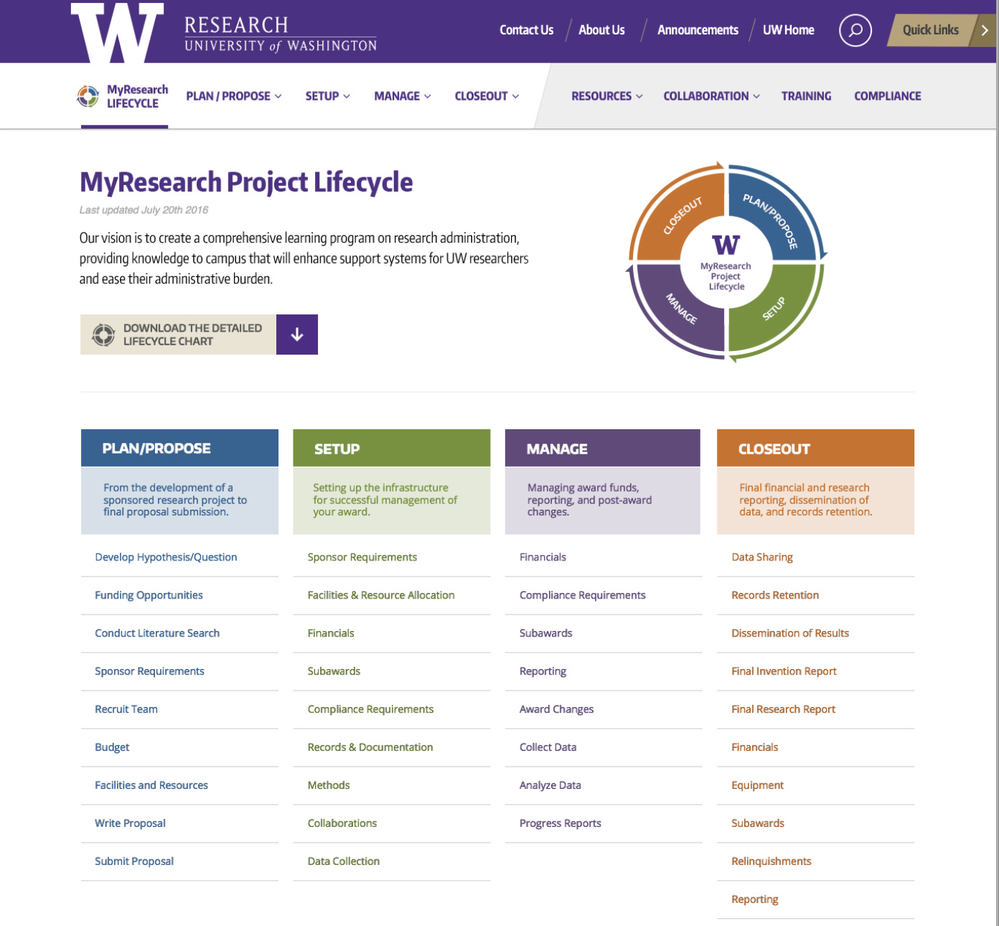 W
RESEARCH
UNIVERSITY of WASHINGTON
Contact Us
About Us
Announcements
UW Home
Quick Links
MyResearch
LIFECYCLE
PLAN / PROPOSE
SETUP
MANAGE
CLOSEOUT
RESOURCES
COLLABORATION
TRAINING
COMPLIANCE
MyResearch Project Lifecycle
Last updated July 20th 2016
Our vision is to create a comprehensive learning program on research administration,
providing knowledge to campus that will enhance support systems for UW researchers
and ease their administrative burden.
DOWNLOAD THE DETAILED
LIFECYCLE CHART
CLOSEOUT
PLAN/PROPOSE
W
MyResearch
Project
Lifecycle
MANAGE
SETUP
PLAN/PROPOSE
From the development of a
sponsored research project to
final proposal submission.
Develop Hypothesis/Question
Funding Opportunities
Conduct Literature Search
Sponsor Requirements
Recruit Team
Budget
Facilities and Resources
Write Proposal
Submit Proposal
SETUP
Setting up the infrastructure
for successful management of
your award.
Sponsor Requirements
Facilities & Resource Allocation
Financials
Subawards
Compliance Requirements
Records & Documentation
Methods
Collaborations
Data Collection
MANAGE
Managing award funds,
reporting, and post-award
changes.
Financials
Compliance Requirements
Subawards
Reporting
Award Changes
Collect Data
Analyze Data
Progress Reports
CLOSEOUT
Final financial and research
reporting, dissemination of
data, and records retention.
Data Sharing
Records Retention
Dissemination of Results
Final Invention Report
Final Research Report
Financials
Equipment
Subawards
Relinquishments
Reporting